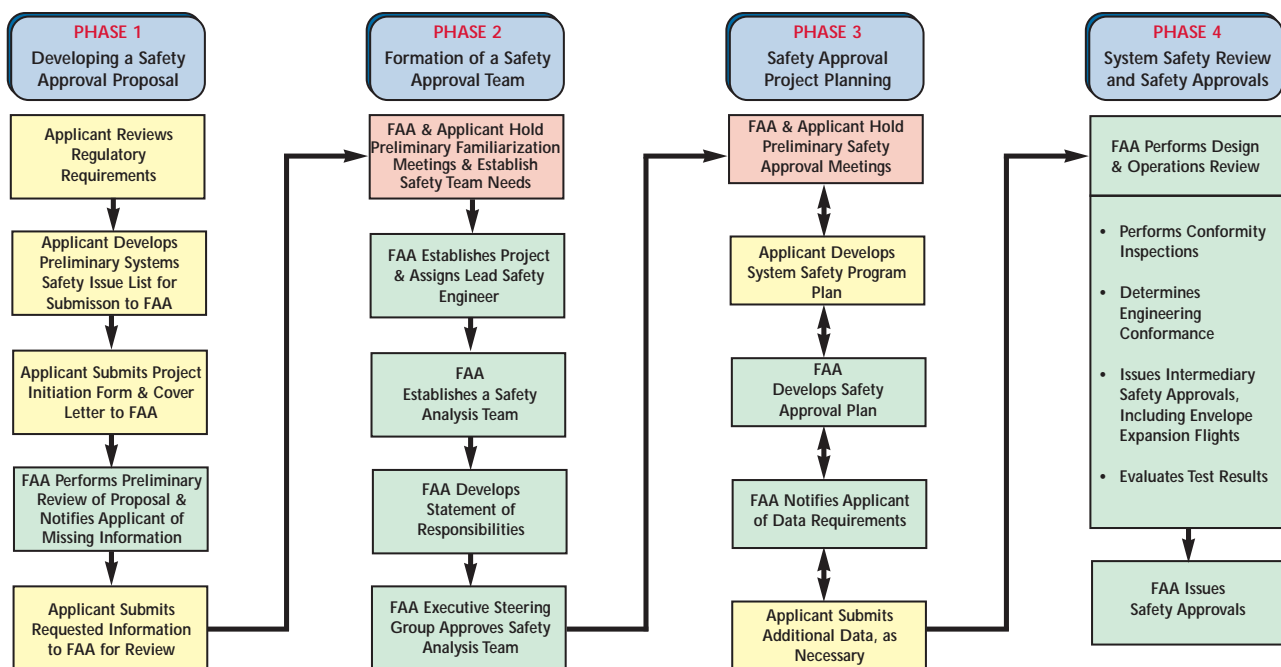 PHASE 1
Developing a Safety
Approval Proposal
Applicant Reviews
Regulatory
Requirements
Applicant Develops
Preliminary Systems
Safety Issue List for
Submisson to FAA
Applicant Submits Project
Initiation Form & Cover
Letter to FAA
FAA Performs Preliminary
Review of Proposal &
Notifies Applicant of
Missing Information
Applicant Submits
Requested Information
to FAA for Review
PHASE 2
Formation of a Safety
Approval Team
FAA & Applicant Hold
Preliminary Familiarization
Meetings & Establish
Safety Team Needs
FAA Establishes Project
& Assigns Lead Safety
Engineer
FAA
Establishes a Safety
Analysis Team
FAA Develops
Statement of
Responsibilities
FAA Executive Steering
Group Approves Safety
Analysis Team
PHASE 3
Safety Approval
Project Planning
FAA & Applicant Hold
Preliminary Safety
Approval Meetings
Applicant Develops
System Safety Program
Plan
FAA
Develops Safety
Approval Plan
FAA Notifies Applicant
of Data Requirements
Applicant Submits
Additional Data, as
Necessary
PHASE 4
System Safety Review
and Safety Approvals
FAA Performs Design
& Operations Review
• Performs Conformity
Inspections
• Determines
Engineering
Conformance
• Issues Intermediary
Safety Approvals,
Including Envelope
Expansion Flights
• Evaluates Test Results
FAA Issues
Safety Approvals